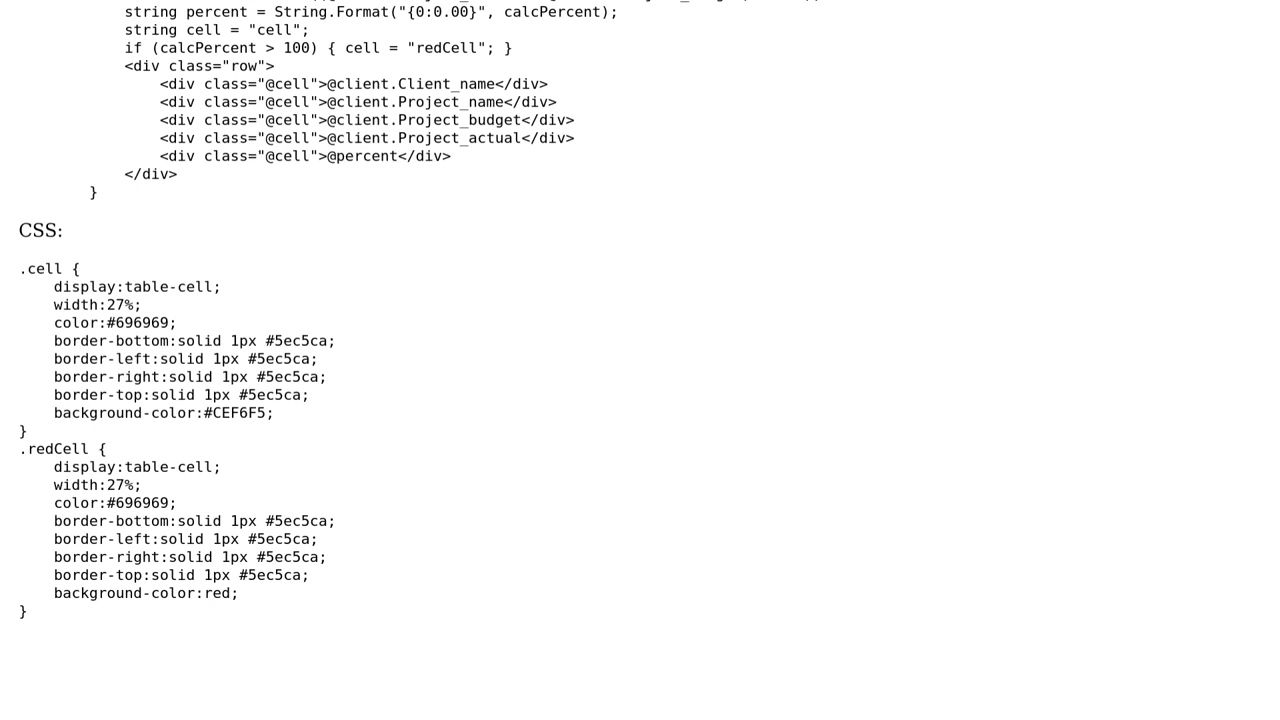 string percent = String.Format("{0:0.00}", calcPercent);
string cell = "cell";
if (calcPercent > 100) { cell = "redCell"; }
<div class="row">
<div class="@cell">@client.Client_name</div>
<div class="@cell">@client.Project_name</div>
<div class="@cell">@client.Project_budget</div>
<div class="@cell">@client.Project_actual</div>
<div class="@cell">@percent</div>
</div>
}
CSS:
.cell {
display:table-cell;
width:27%;
color:#696969;
border-bottom:solid 1px #5ec5ca;
border-left:solid 1px #5ec5ca;
border-right:solid 1px #5ec5ca;
border-top:solid 1px #5ec5ca;
background-color:#CEF6F5;
}
.redCell {
display:table-cell;
width:27%;
color:#696969;
border-bottom:solid 1px #5ec5ca;
border-left:solid 1px #5ec5ca;
border-right:solid 1px #5ec5ca;
border-top:solid 1px #5ec5ca;
background-color:red;
}